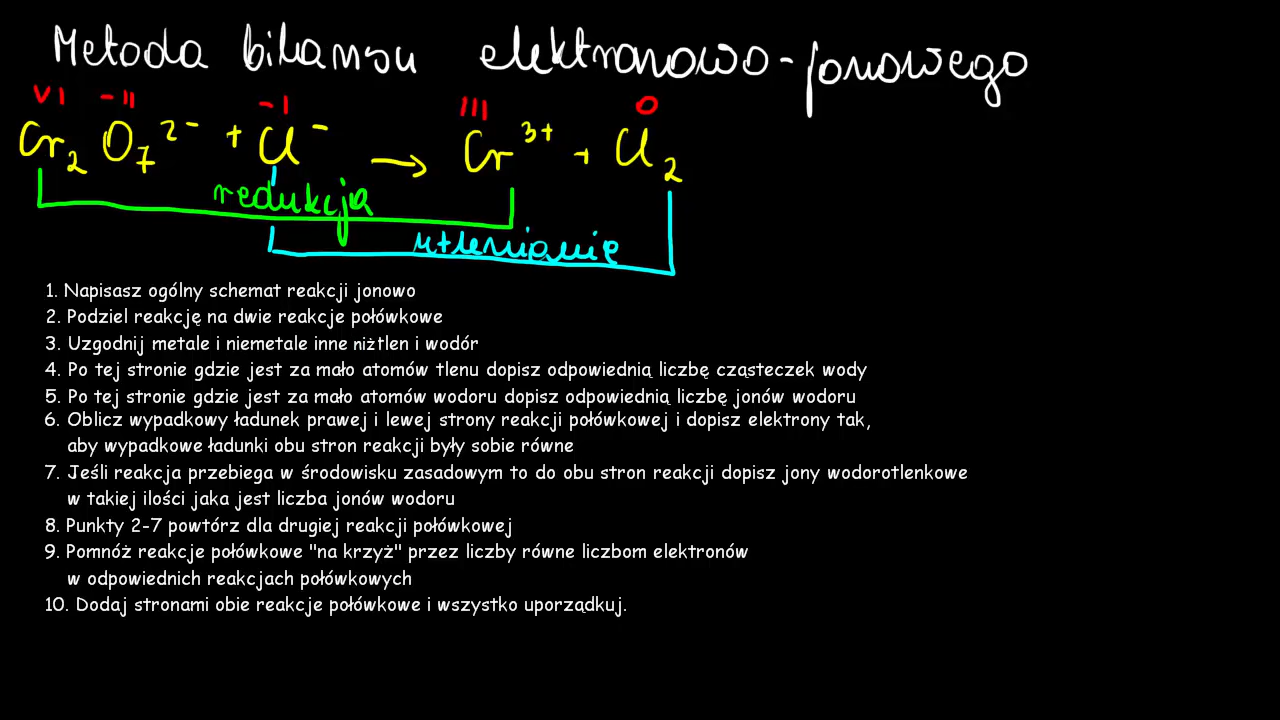 Metoda bilansu elektronowo-jonowego
VI -II -I III 0
Cr₂O₇²⁻ + Cl⁻ → Cr³⁺ + Cl₂
redukcja
utlenianie
1. Napisasz ogólny schemat reakcji jonowo
2. Podziel reakcję na dwie reakcje połówkowe
3. Uzgodnij metale i niemetale inne niż tlen i wodór
4. Po tej stronie gdzie jest za mało atomów tlenu dopisz odpowiednią liczbę cząsteczek wody
5. Po tej stronie gdzie jest za mało atomów wodoru dopisz odpowiednią liczbę jonów wodoru
6. Oblicz wypadkowy ładunek prawej i lewej strony reakcji połówkowej i dopisz elektrony tak,
aby wypadkowe ładunki obu stron reakcji były sobie równe
7. Jeśli reakcja przebiega w środowisku zasadowym to do obu stron reakcji dopisz jony wodorotlenkowe
w takiej ilości jaka jest liczba jonów wodoru
8. Punkty 2-7 powtórz dla drugiej reakcji połówkowej
9. Pomnóż reakcje połówkowe "na krzyż" przez liczby równe liczbom elektronów
w odpowiednich reakcjach połówkowych
10. Dodaj stronami obie reakcje połówkowe i wszystko uporządkuj.